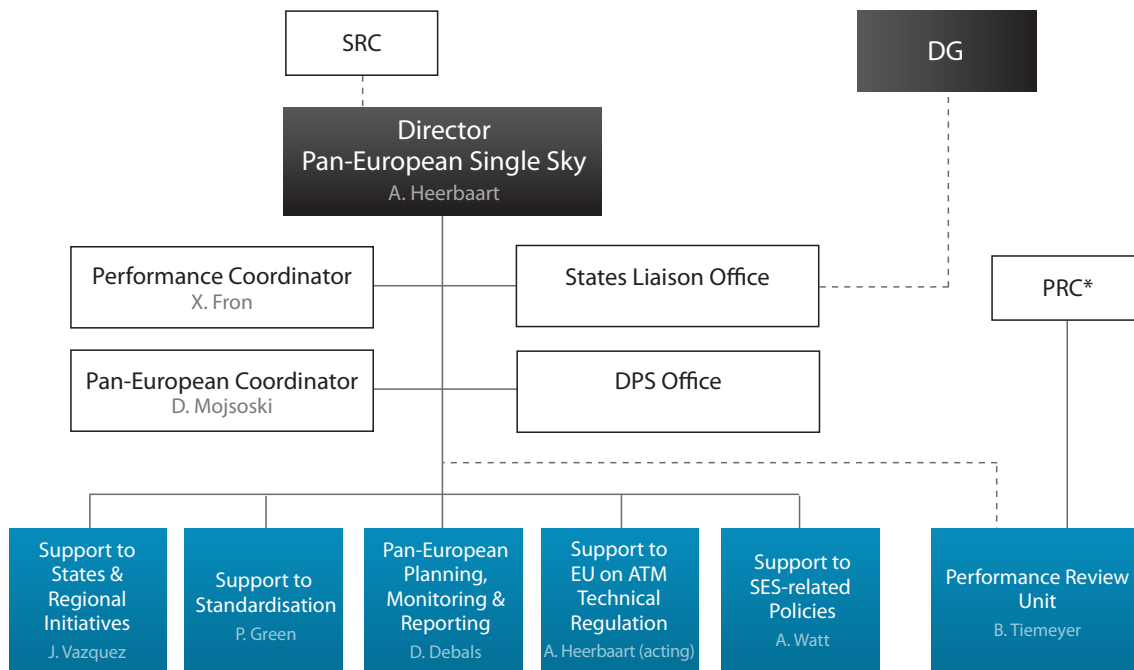 SRC
DG
Director
Pan-European Single Sky
A. Heerbaart
Performance Coordinator
X. Fron
States Liaison Office
PRC*
Pan-European Coordinator
D. Mojsoski
DPS Office
Support to
States &
Regional
Initiatives
J. Vazquez
Support to
Standardisation
P. Green
Pan-European
Planning,
Monitoring &
Reporting
D. Debals
Support to
EU on ATM
Technical
Regulation
A. Heerbaart (acting)
Support to
SES-related
Policies
A. Watt
Performance Review
Unit
B. Tiemeyer